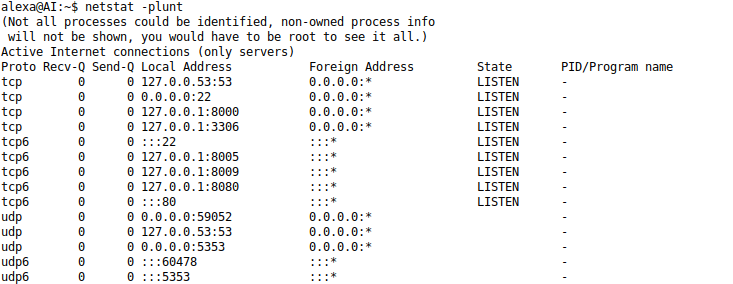 alexa@AI:~$ netstat -plunt
(Not all processes could be identified, non-owned process info
 will not be shown, you would have to be root to see it all.)
Active Internet connections (only servers)
Proto Recv-Q Send-Q Local Address           Foreign Address         State       PID/Program name
tcp        0      0 127.0.0.53:53           0.0.0.0:*               LISTEN      -
tcp        0      0 0.0.0.0:22              0.0.0.0:*               LISTEN      -
tcp        0      0 127.0.0.1:8000          0.0.0.0:*               LISTEN      -
tcp        0      0 127.0.0.1:3306          0.0.0.0:*               LISTEN      -
tcp6       0      0 :::22                   :::*                    LISTEN      -
tcp6       0      0 127.0.0.1:8005          :::*                    LISTEN      -
tcp6       0      0 127.0.0.1:8009          :::*                    LISTEN      -
tcp6       0      0 127.0.0.1:8080          :::*                    LISTEN      -
tcp6       0      0 :::80                   :::*                    LISTEN      -
udp        0      0 0.0.0.0:59052           0.0.0.0:*                           -
udp        0      0 127.0.0.53:53           0.0.0.0:*                           -
udp        0      0 0.0.0.0:5353            0.0.0.0:*                           -
udp6       0      0 :::60478                :::*                                -
udp6       0      0 :::5353                 :::*                                -